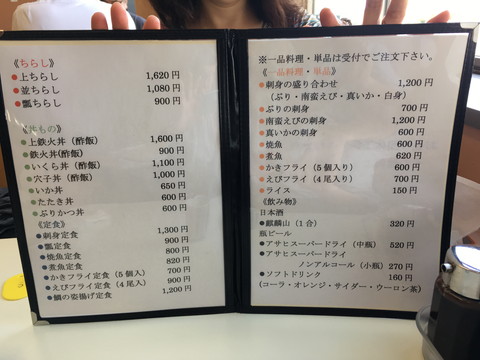 《ちらし》
●上ちらし 1,620円
●並ちらし 1,080円
●瓢ちらし 900円
《丼もの》
●上鉄火丼（酢飯） 1,600円
●鉄火丼(酢飯) 900円
●いくら丼（酢飯） 1,100円
●穴子丼（酢飯） 1,000円
●いか丼 650円
●たたき丼 600円
●ぶりかつ丼 600円
《定食》
●刺身定食 1,300円
●瓢定食 900円
●焼魚定食 800円
●煮魚定食 820円
●かきフライ定食（5個入） 700円
●えびフライ定食（4尾入） 900円
●の姿揚げ定食 1,200円
※一品料理・単品は受付でご注文下さい。
《一品料理・単品》
●刺身の盛り合わせ 1,200円
（ぶり・南蛮えび・真いか・白身）
●ぶりの刺身 700円
●南蛮えびの刺身 1,200円
●真いかの刺身 600円
●焼魚 600円
●煮魚 620円
●かきフライ（5個入り） 600円
●えびフライ（4尾入り） 700円
●ライス 150円
《飲み物》
日本酒
●麒麟山（1合） 320円
瓶ビール
●アサヒスーパードライ（中瓶） 520円
●アサヒスーパードライ
ノンアルコール（小瓶） 270円
●ソフトドリンク 160円
（コーラ・オレンジ・サイダー・ウーロン茶）